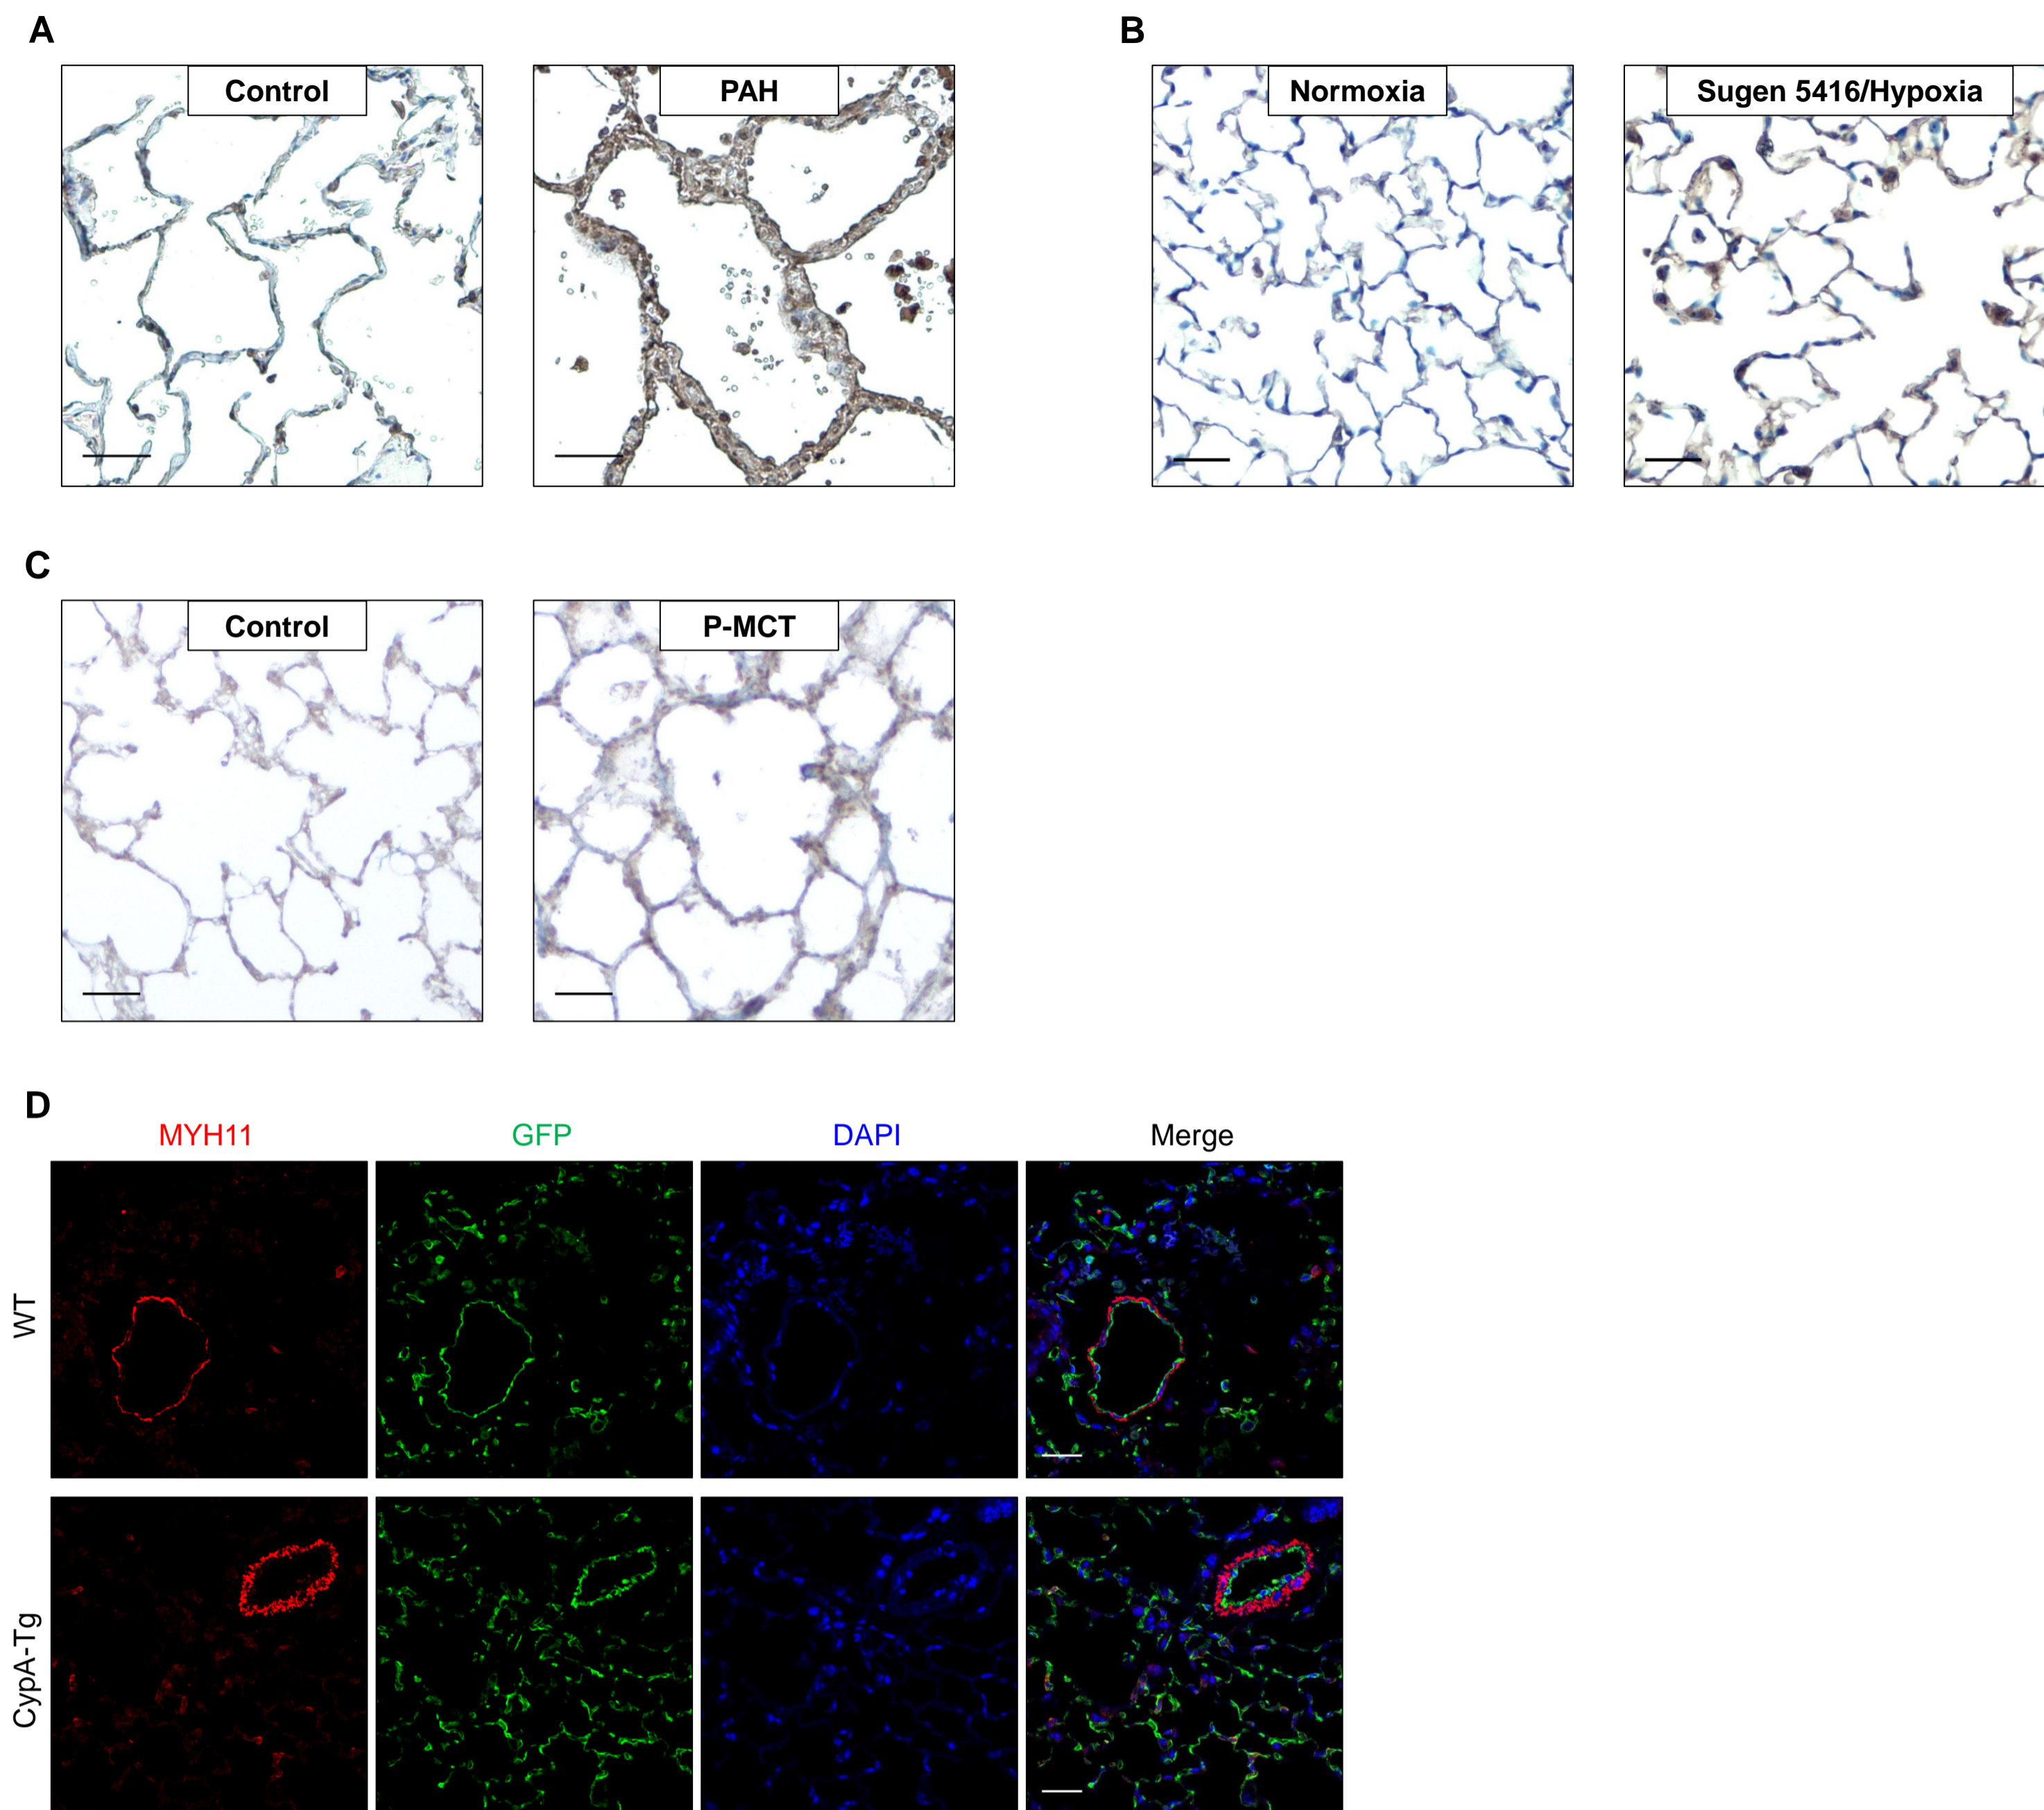 A
B
Control
PAH
Normoxia
Sugen 5416/Hypoxia
C
Control
P-MCT
D
MYH11
GFP
DAPI
Merge
WT
CypA-Tg